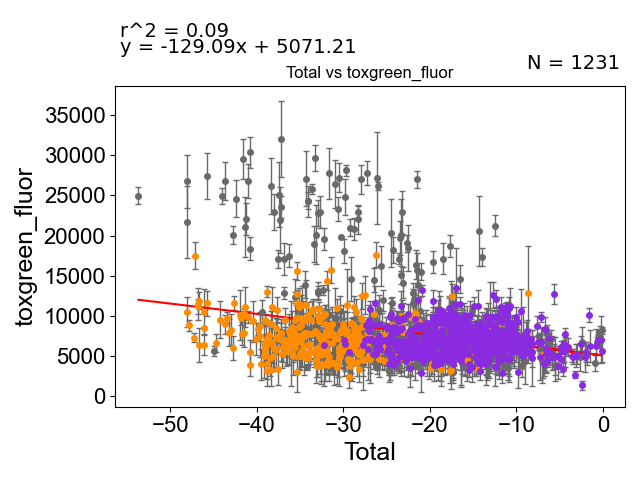 r^2 = 0.09
y = -129.09x + 5071.21
N = 1231
Total vs toxgreen_fluor
toxgreen_fluor
35000
30000
25000
20000
15000
10000
5000
0
−50
−40
−30
−20
−10
0
Total